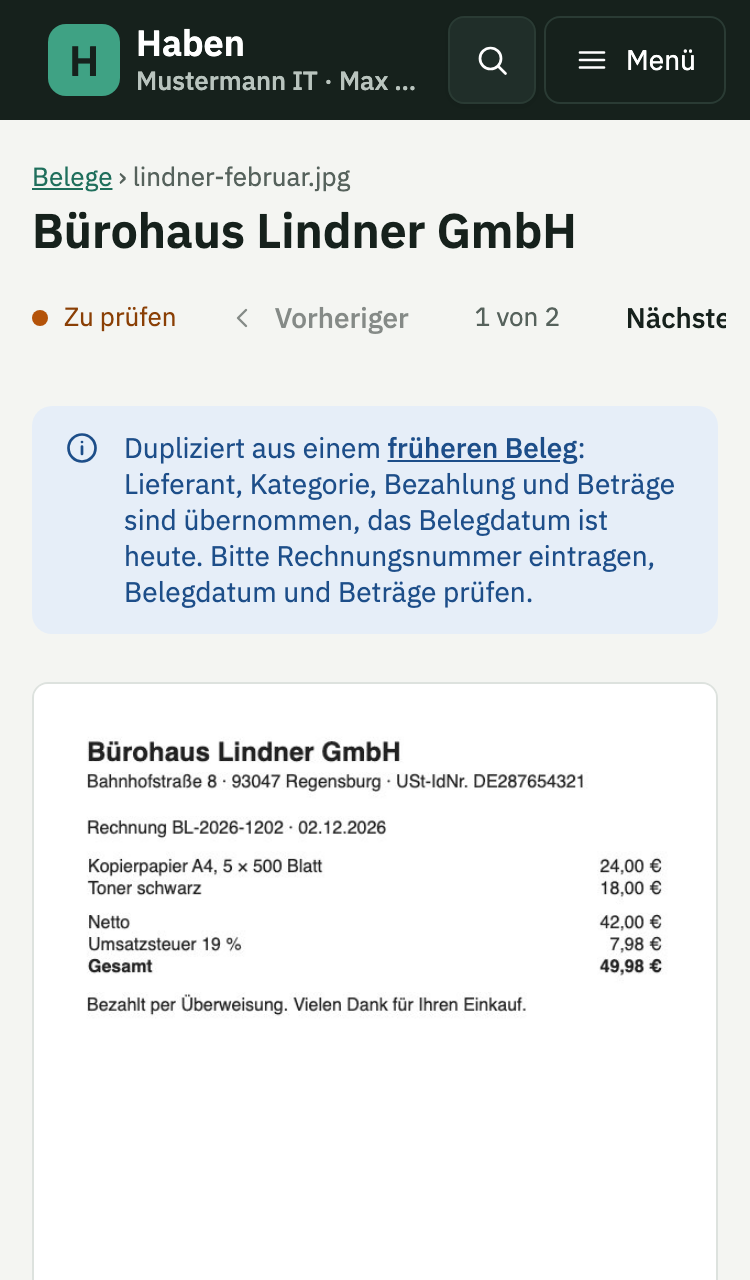 H
Haben
Mustermann IT · Max ...
Menü
Belege › lindner-februar.jpg
Bürohaus Lindner GmbH
Zu prüfen
Vorheriger
1 von 2
Nächste
Dupliziert aus einem früheren Beleg:
Lieferant, Kategorie, Bezahlung und Beträge
sind übernommen, das Belegdatum ist
heute. Bitte Rechnungsnummer eintragen,
Belegdatum und Beträge prüfen.
Bürohaus Lindner GmbH
Bahnhofstraße 8 · 93047 Regensburg · USt-IdNr. DE287654321
Rechnung BL-2026-1202 · 02.12.2026
Kopierpapier A4, 5 × 500 Blatt 24,00 €
Toner schwarz 18,00 €
Netto 42,00 €
Umsatzsteuer 19 % 7,98 €
Gesamt 49,98 €
Bezahlt per Überweisung. Vielen Dank für Ihren Einkauf.